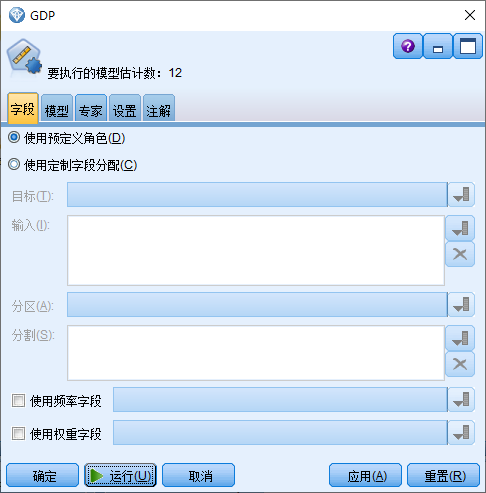 GDP
要执行的模型估计数：12
字段 模型 专家 设置 注解
使用预定义角色(D)
使用定制字段分配(C)
目标(T):
输入(I):
分区(A):
分割(S):
使用频率字段
使用权重字段
确定 运行(U) 取消 应用(A) 重置(R)